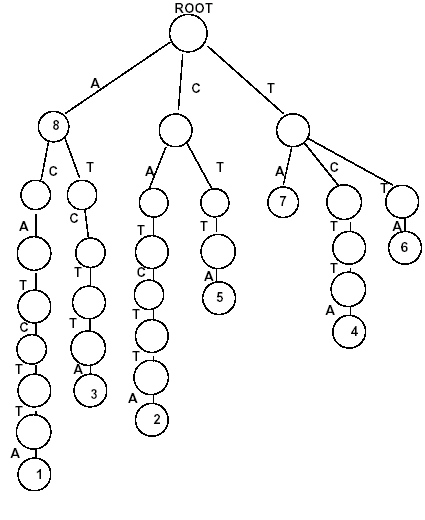 ROOT
A C T
8
C T A T A C T
7
A C T T T A
6
T T C A T
5
C T T T A
4
T A T
3
T A
2
A
1